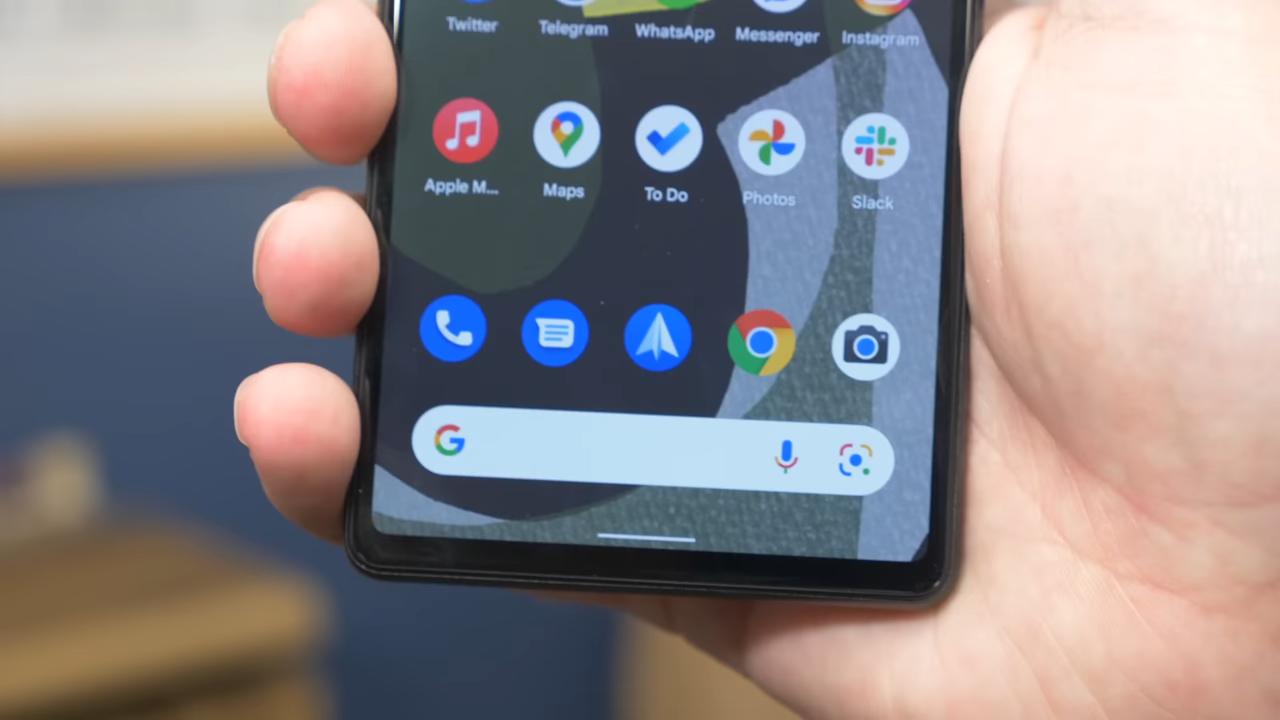 Twitter Telegram WhatsApp Messenger Instagram
Apple M... Maps To Do Photos Slack
G